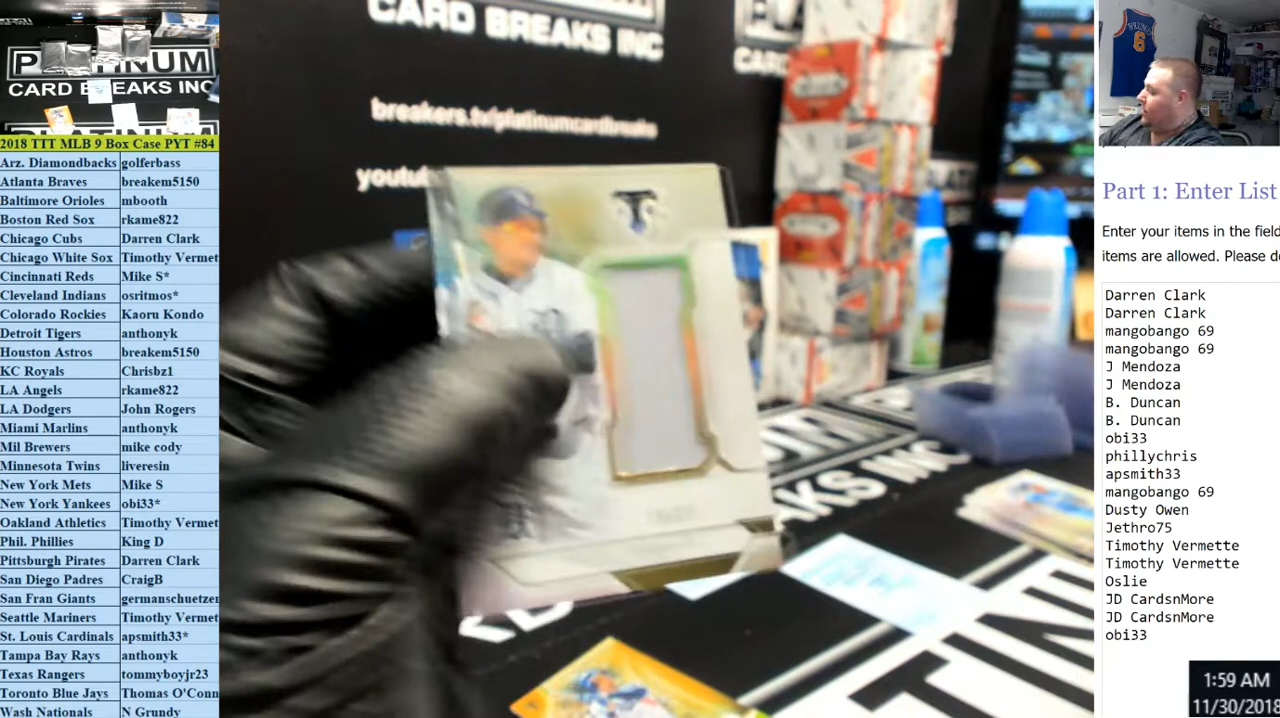 PL TINUM
CARD BREAKS INC
2018 TIT MLB 9 Box Case PYT #84
Arz. Diamondbacks golferbass
Atlanta Braves breakem5150
Baltimore Orioles mbooth
Boston Red Sox rkame822
Chicago Cubs Darren Clark
Chicago White Sox Timothy Vermet
Cincinnati Reds Mike S*
Cleveland Indians osritmos*
Colorado Rockies Kaoru Kondo
Detroit Tigers anthonyk
Houston Astros breakem5150
KC Royals Chrisbz1
LA Angels rkame822
LA Dodgers John Rogers
Miami Marlins anthonyk
Mil Brewers mike cody
Minnesota Twins liveresin
New York Mets Mike S
New York Yankees obi33*
Oakland Athletics Timothy Vermet
Phil. Phillies King D
Pittsburgh Pirates Darren Clark
San Diego Padres CraigB
San Fran Giants germanschuetzer
Seattle Mariners Timothy Vermet
St. Louis Cardinals apsmith33*
Tampa Bay Rays anthonyk
Texas Rangers tommyboyjr23
Toronto Blue Jays Thomas O'Conn
Wash Nationals N Grundy
CARD BREAKS INC
CAR
breakers.tv/platinumcardbreaks
youtu
AKS INC
TINU
6
Part 1: Enter List
Enter your items in the field
items are allowed. Please d
Darren Clark
Darren Clark
mangobango 69
mangobango 69
J Mendoza
J Mendoza
B. Duncan
B. Duncan
obi33
phillychris
apsmith33
mangobango 69
Dusty Owen
Jethro75
Timothy Vermette
Timothy Vermette
Oslie
JD CardsnMore
JD CardsnMore
obi33
1:59 AM
11/30/2018